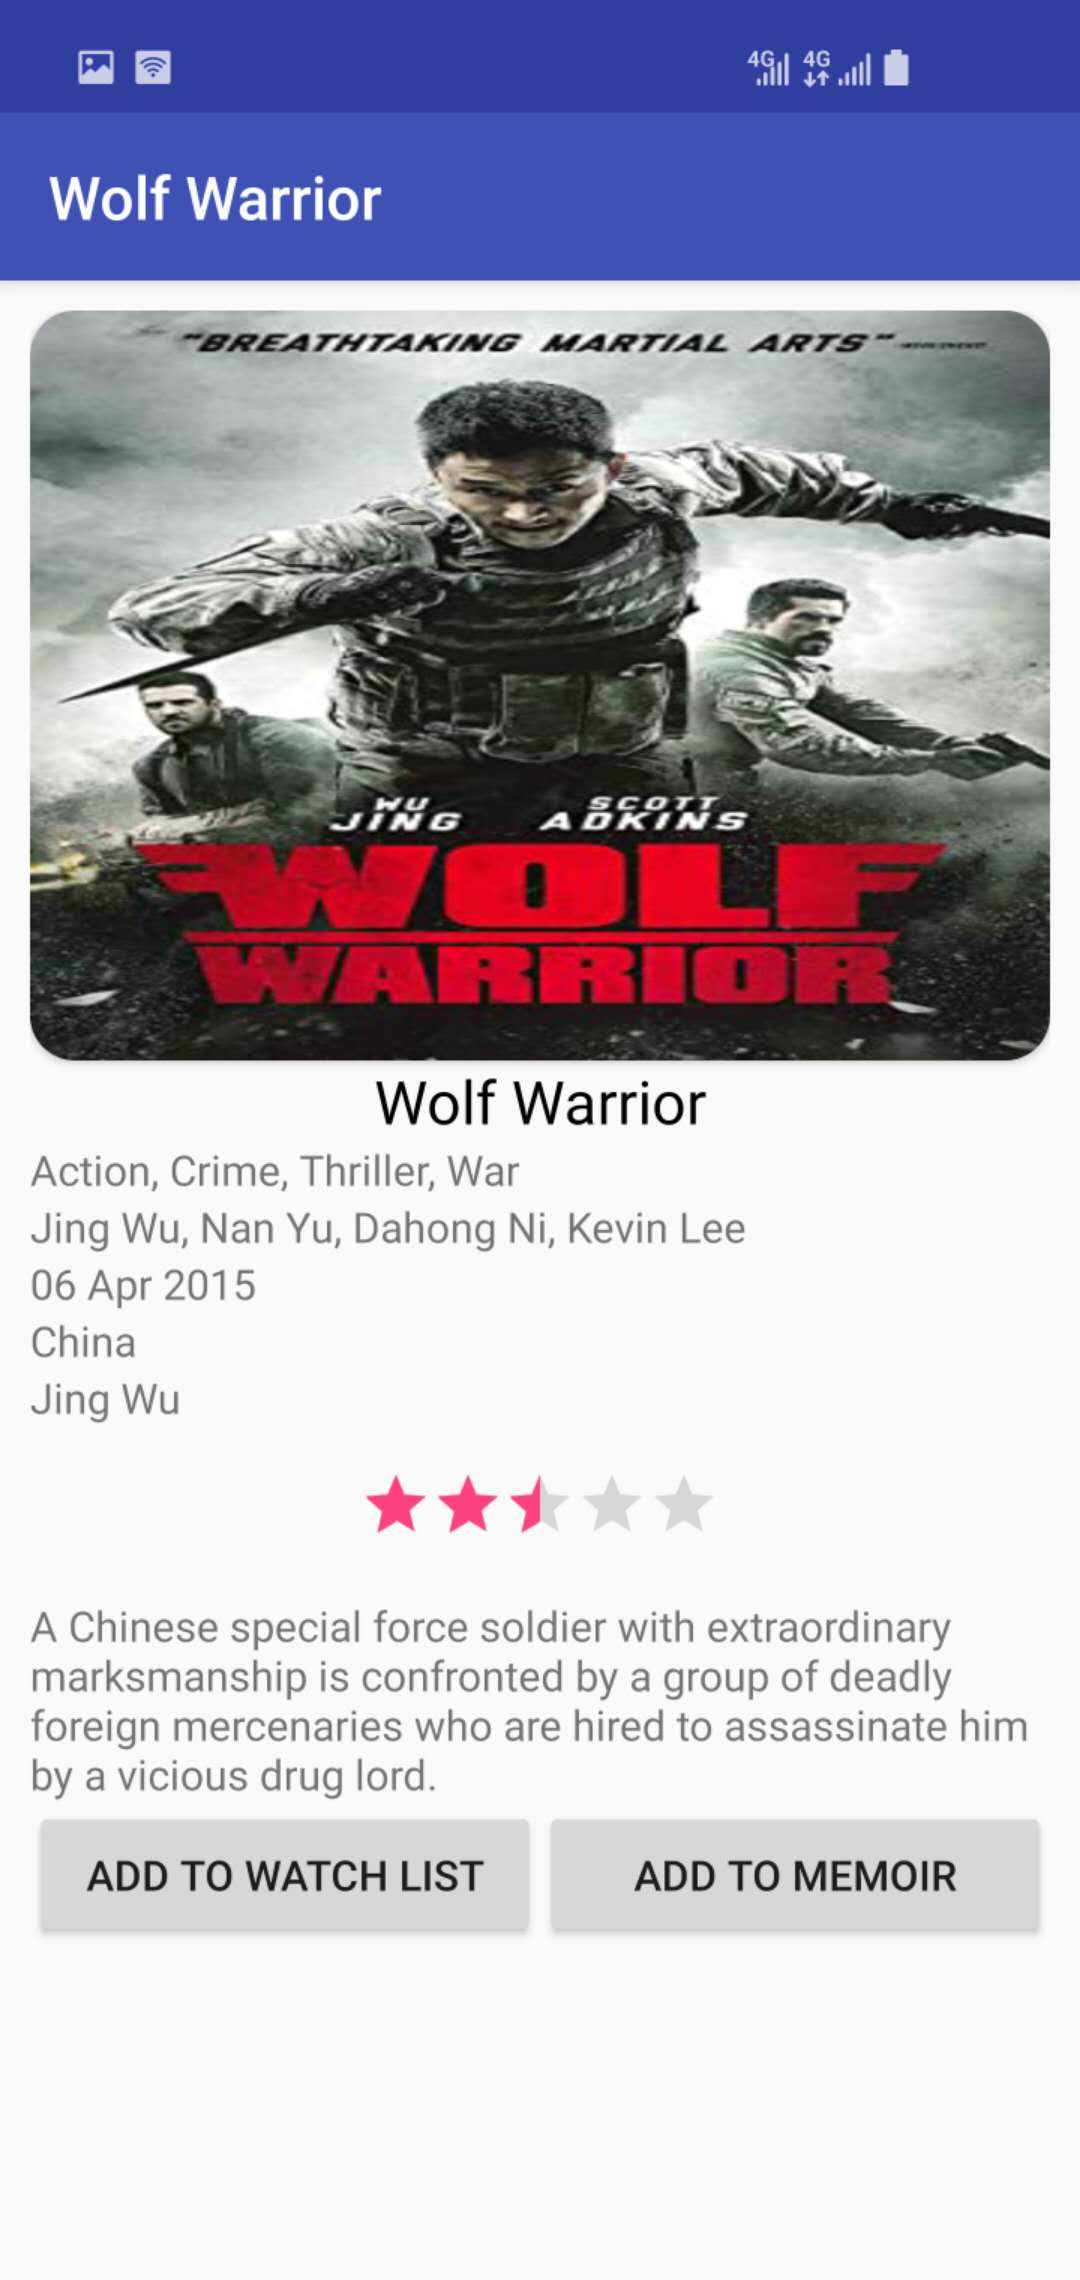 4G 4G
Wolf Warrior
"BREATHTAKING MARTIAL ARTS"
WU JING
SCOTT ADKINS
WOLF
WARRIOR
Wolf Warrior
Action, Crime, Thriller, War
Jing Wu, Nan Yu, Dahong Ni, Kevin Lee
06 Apr 2015
China
Jing Wu
A Chinese special force soldier with extraordinary
marksmanship is confronted by a group of deadly
foreign mercenaries who are hired to assassinate him
by a vicious drug lord.
ADD TO WATCH LIST
ADD TO MEMOIR